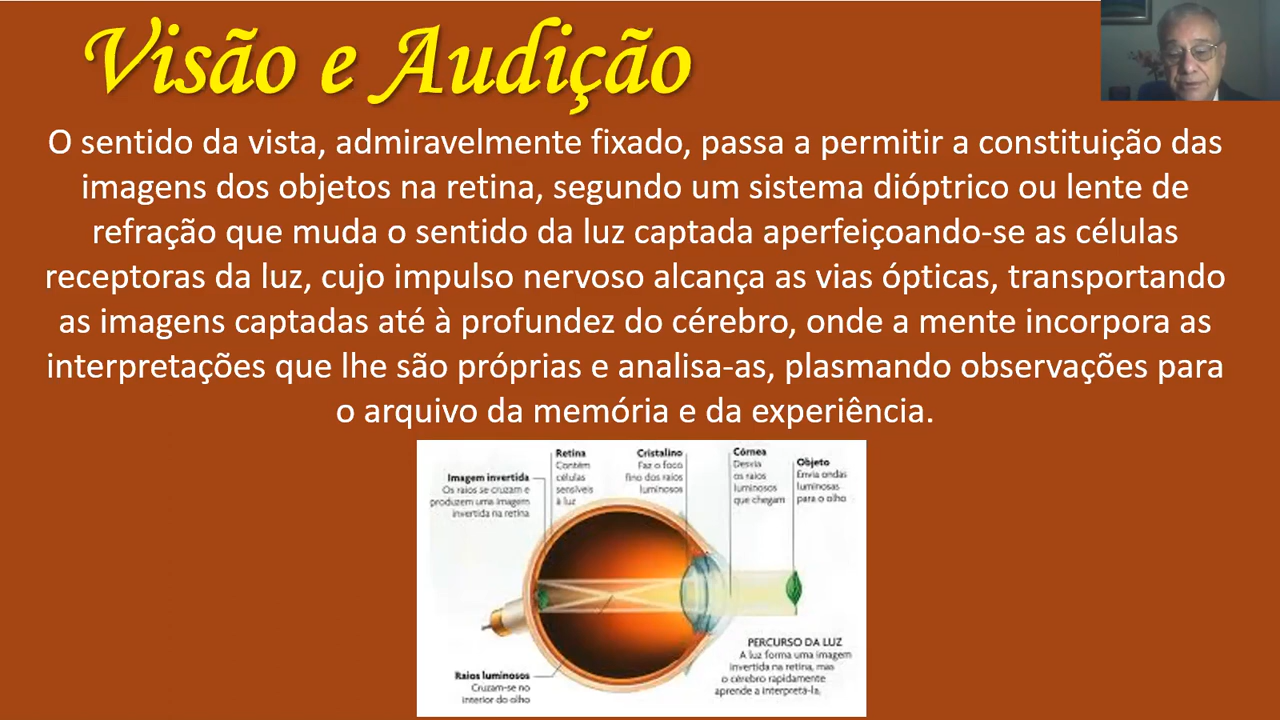 Visão e Audição
O sentido da vista, admiravelmente fixado, passa a permitir a constituição das
imagens dos objetos na retina, segundo um sistema dióptrico ou lente de
refração que muda o sentido da luz captada aperfeiçoando-se as células
receptoras da luz, cujo impulso nervoso alcança as vias ópticas, transportando
as imagens captadas até à profundez do cérebro, onde a mente incorpora as
interpretações que lhe são próprias e analisa-as, plasmando observações para
o arquivo da memória e da experiência.
Imagem invertida
Os raios se cruzam e
produzem uma imagem
invertida na retina
Retina
Contém
células
sensíveis
à luz
Cristalino
Faz o foco
fino dos raios
luminosos
Córnea
Desvia
os raios
luminosos
que chegam
Objeto
Envia ondas
luminosas
para o olho
Raios luminosos
Cruzam-se no
interior do olho
PERCURSO DA LUZ
A luz forma uma imagem
invertida na retina, mas
o cérebro rapidamente
aprende a interpretá-la.